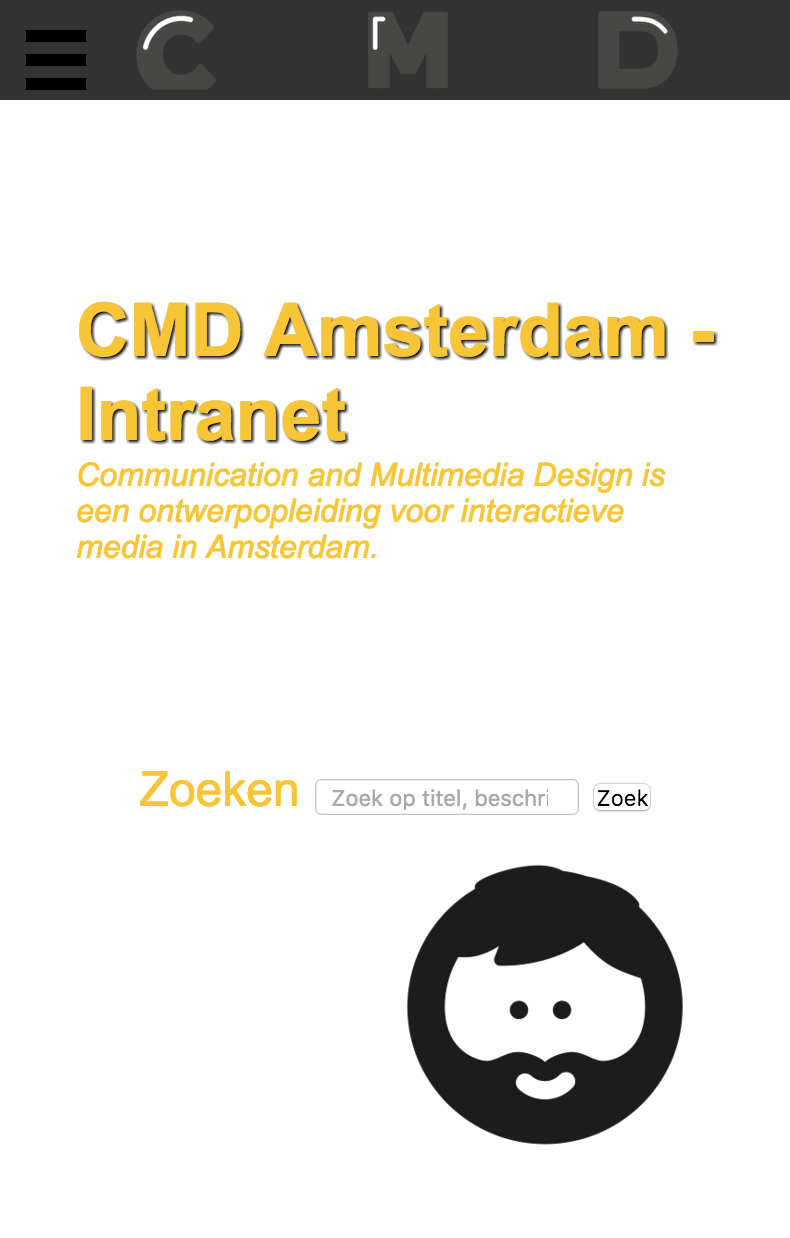 C M D
CMD Amsterdam -
Intranet
Communication and Multimedia Design is
een ontwerpopleiding voor interactieve
media in Amsterdam.
Zoeken Zoek op titel, beschri Zoek